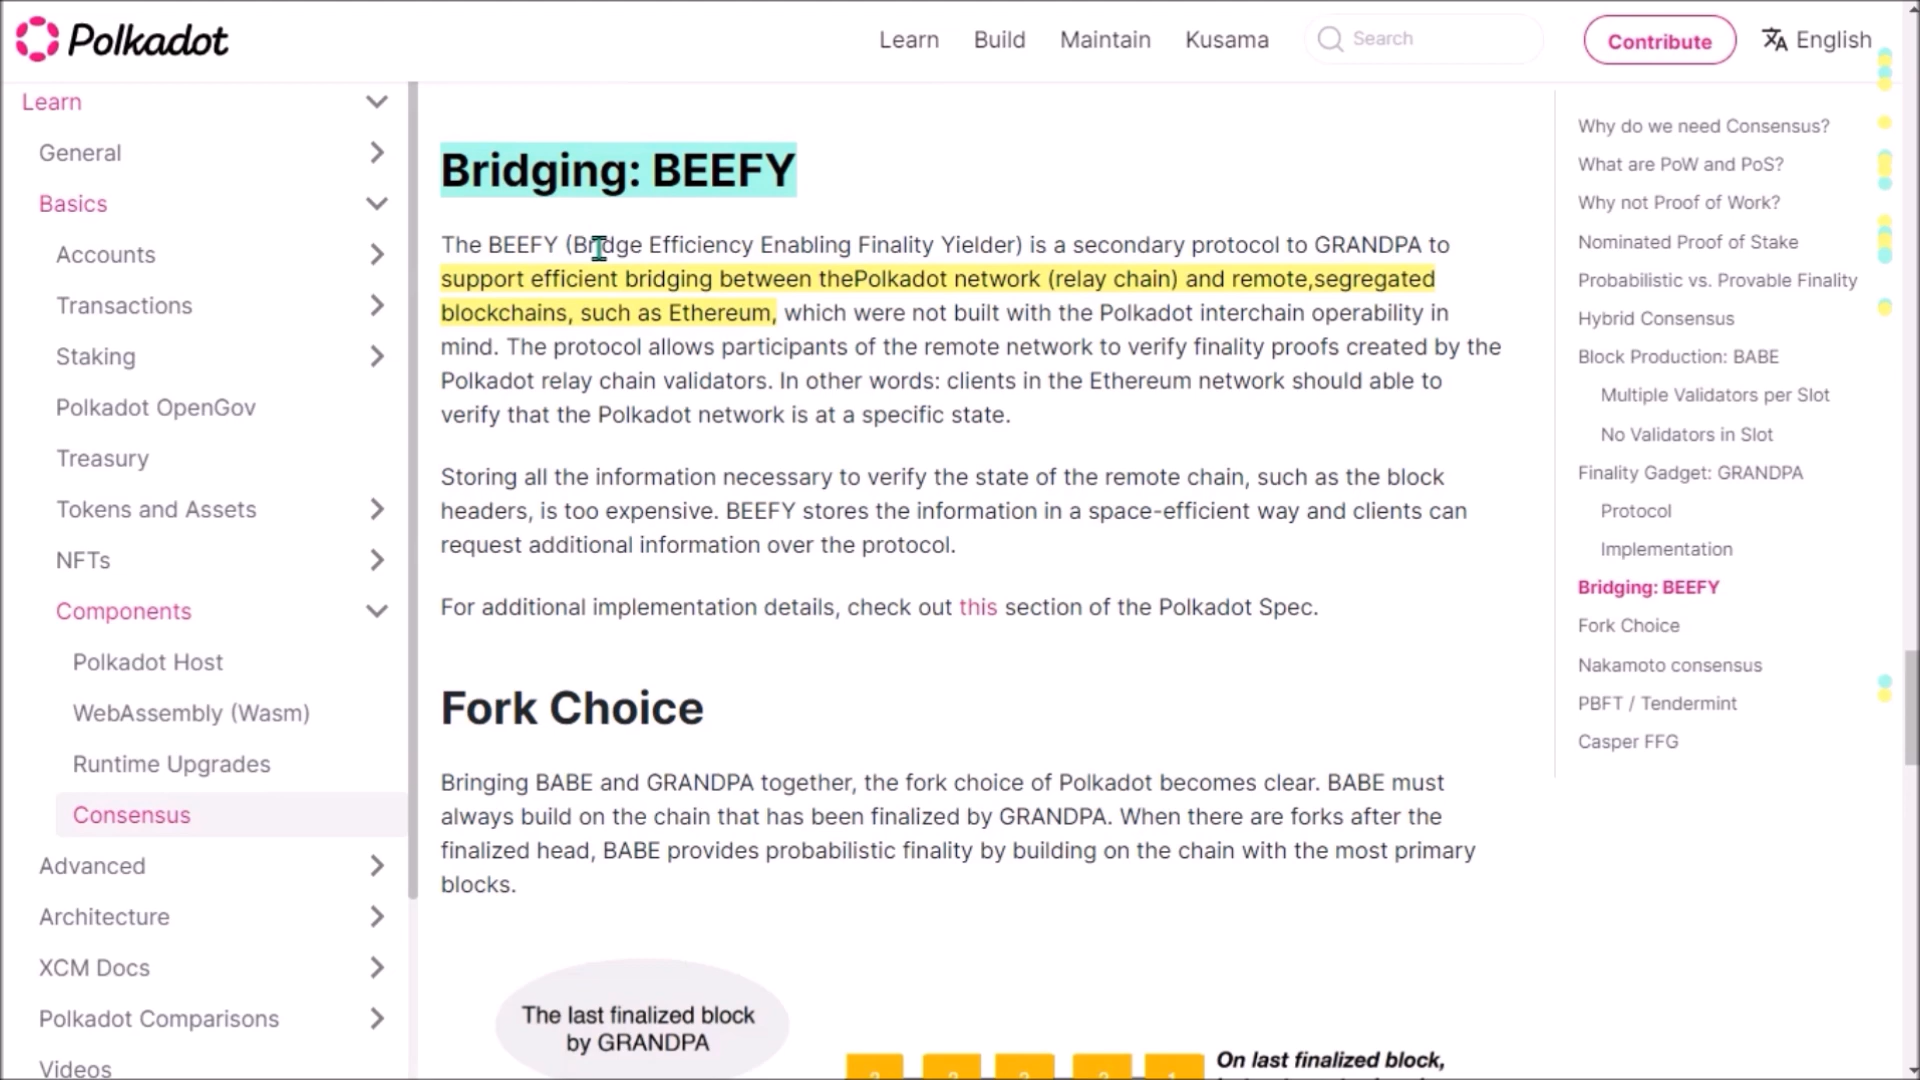 Polkadot
Learn
Build
Maintain
Kusama
Search
Contribute
English
Learn
General
Basics
Accounts
Transactions
Staking
Polkadot OpenGov
Treasury
Tokens and Assets
NFTs
Components
Polkadot Host
WebAssembly (Wasm)
Runtime Upgrades
Consensus
Advanced
Architecture
XCM Docs
Polkadot Comparisons
Videos
Bridging: BEEFY
The BEEFY (Bridge Efficiency Enabling Finality Yielder) is a secondary protocol to GRANDPA to
support efficient bridging between thePolkadot network (relay chain) and remote,segregated
blockchains, such as Ethereum, which were not built with the Polkadot interchain operability in
mind. The protocol allows participants of the remote network to verify finality proofs created by the
Polkadot relay chain validators. In other words: clients in the Ethereum network should able to
verify that the Polkadot network is at a specific state.
Storing all the information necessary to verify the state of the remote chain, such as the block
headers, is too expensive. BEEFY stores the information in a space-efficient way and clients can
request additional information over the protocol.
For additional implementation details, check out this section of the Polkadot Spec.
Fork Choice
Bringing BABE and GRANDPA together, the fork choice of Polkadot becomes clear. BABE must
always build on the chain that has been finalized by GRANDPA. When there are forks after the
finalized head, BABE provides probabilistic finality by building on the chain with the most primary
blocks.
The last finalized block
by GRANDPA
On last finalized block,
Why do we need Consensus?
What are PoW and PoS?
Why not Proof of Work?
Nominated Proof of Stake
Probabilistic vs. Provable Finality
Hybrid Consensus
Block Production: BABE
Multiple Validators per Slot
No Validators in Slot
Finality Gadget: GRANDPA
Protocol
Implementation
Bridging: BEEFY
Fork Choice
Nakamoto consensus
PBFT / Tendermint
Casper FFG